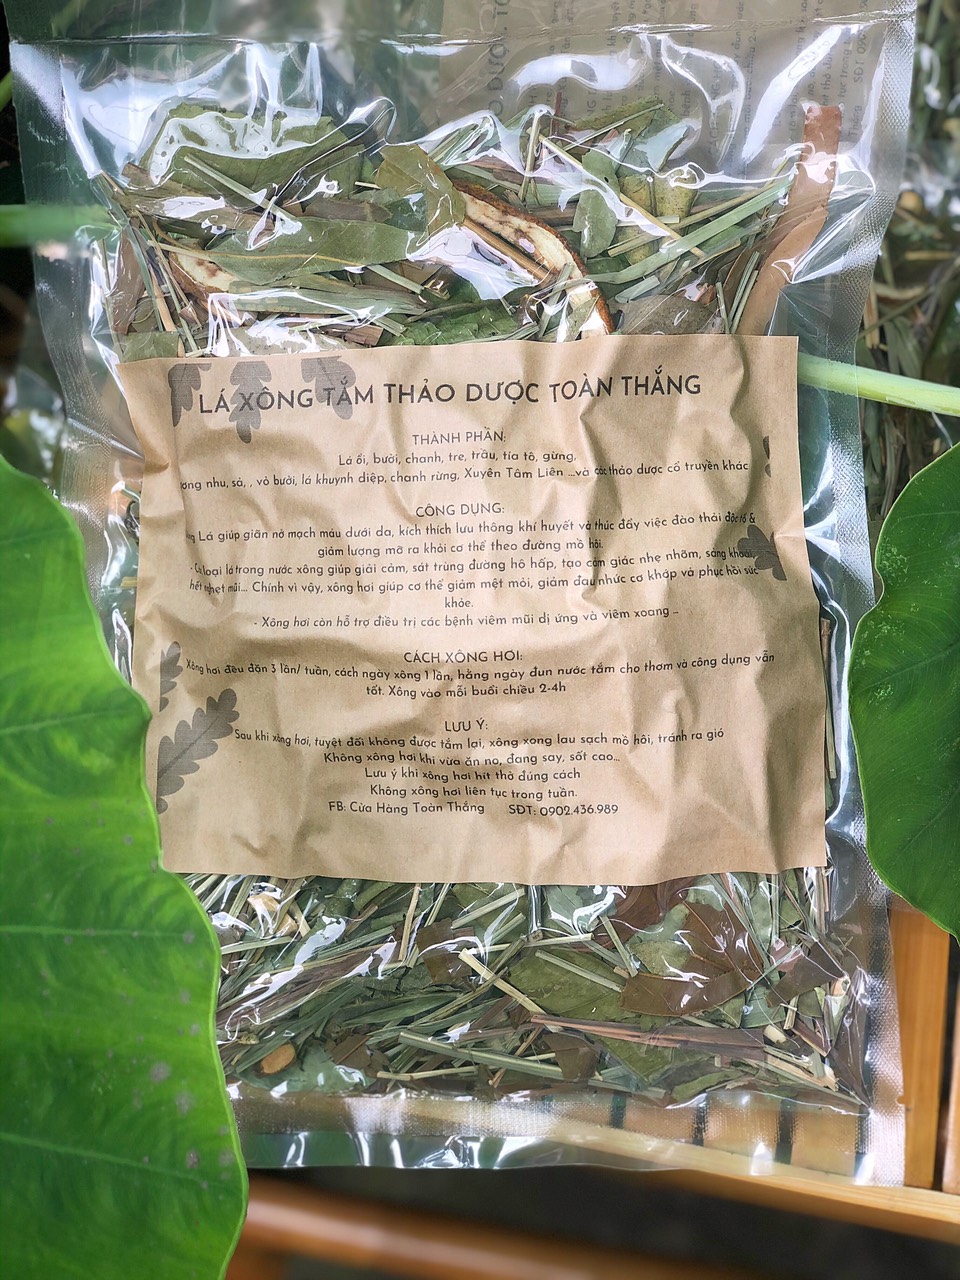 LÁ XÔNG TẮM THẢO DƯỢC TOÀN THẮNG
THÀNH PHẦN:
Lá ổi, bưởi, chanh, tre, trâu, tía tô, gừng,
nhu, sả, , vỏ bưởi, lá khuynh diệp, chanh rừng, Xuyên Tâm Liên ...và các thảo dược cổ truyền khác
CÔNG DỤNG:
Lá giúp giãn nở mạch máu dưới da, kích thích lưu thông khí huyết và thúc đẩy việc đào thải độc tố &
giảm lượng mỡ ra khỏi cơ thể theo đường mồ hôi.
- Các loại lá trong nước xông giúp giải cảm, sát trùng đường hô hấp, tạo cảm giác nhẹ nhõm, sảng khoái,
hết nghẹt mũi... Chính vì vậy, xông hơi giúp cơ thể giảm mệt mỏi, giảm đau nhức cơ khớp và phục hồi sức
khỏe.
- Xông hơi còn hỗ trợ điều trị các bệnh viêm mũi dị ứng và viêm xoang ...
CÁCH XÔNG HƠI:
Xông hơi đều đặn 3 lần/ tuần, cách ngày xông 1 lần, hằng ngày đun nước tắm cho thơm và công dụng vẫn
tốt. Xông vào mỗi buổi chiều 2-4h
LƯU Ý:
Sau khi xông hơi, tuyệt đối không được tắm lại, xông xong lau sạch mồ hôi, tránh ra gió
Không xông hơi khi vừa ăn no, đang say, sốt cao...
Lưu ý khi xông hơi hít thở đúng cách
Không xông hơi liên tục trong tuần.
FB: Cửa Hàng Toàn Thắng SĐT: 0902.436.989